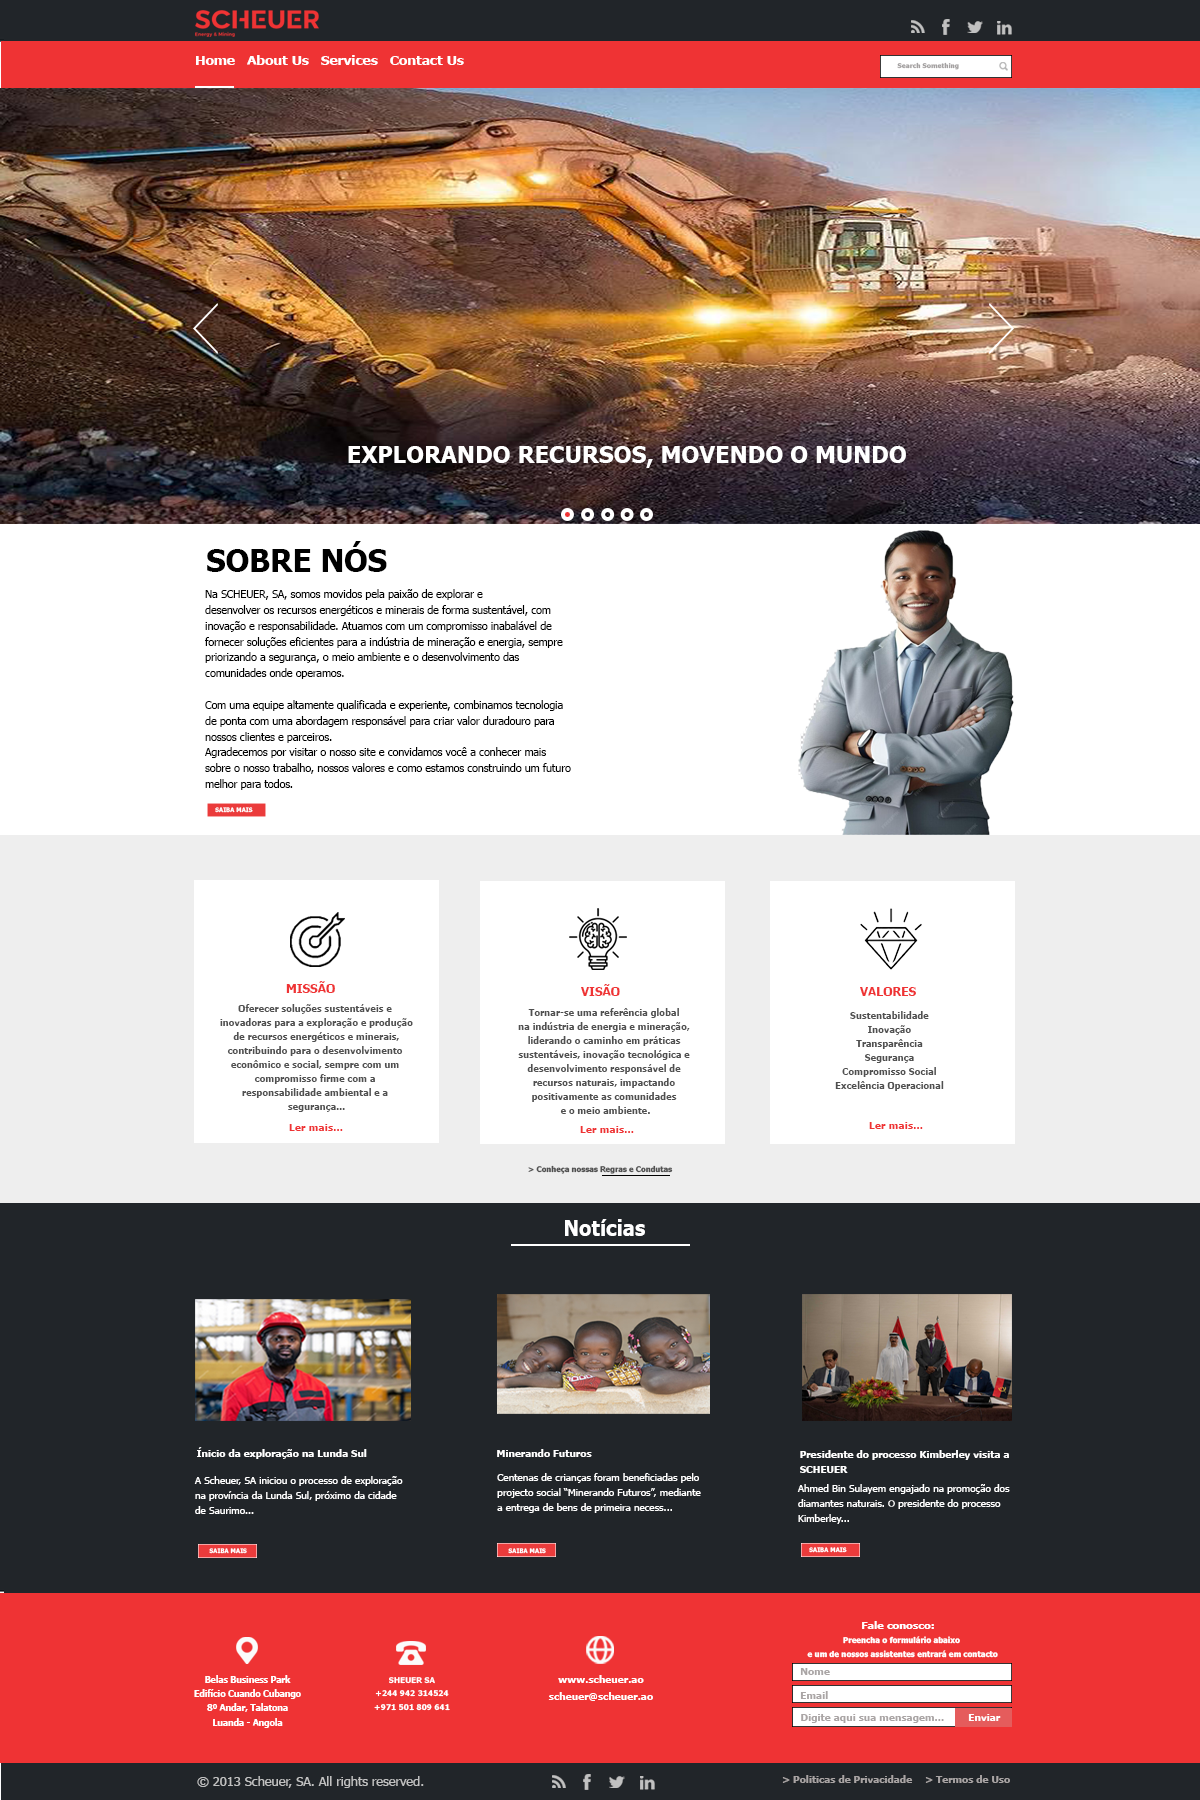 SCHEUER
Energy & Mining
Home About Us Services Contact Us
Search Something
EXPLORANDO RECURSOS, MOVENDO O MUNDO
SOBRE NÓS
Na SCHEUER, SA, somos movidos pela paixão de explorar e
desenvolver os recursos energéticos e minerais de forma sustentável, com
inovação e responsabilidade. Atuamos com um compromisso inabalável de
fornecer soluções eficientes para a indústria de mineração e energia, sempre
priorizando a segurança, o meio ambiente e o desenvolvimento das
comunidades onde operamos.
Com uma equipe altamente qualificada e experiente, combinamos tecnologia
de ponta com uma abordagem responsável para criar valor duradouro para
nossos clientes e parceiros.
Agradecemos por visitar o nosso site e convidamos você a conhecer mais
sobre o nosso trabalho, nossos valores e como estamos construindo um futuro
melhor para todos.
SAIBA MAIS
MISSÃO
Oferecer soluções sustentáveis e
inovadoras para a exploração e produção
de recursos energéticos e minerais,
contribuindo para o desenvolvimento
econômico e social, sempre com um
compromisso firme com a
responsabilidade ambiental e a
segurança...
Ler mais...
VISÃO
Tornar-se uma referência global
na indústria de energia e mineração,
liderando o caminho em práticas
sustentáveis, inovação tecnológica e
desenvolvimento responsável de
recursos naturais, impactando
positivamente as comunidades
e o meio ambiente.
Ler mais...
VALORES
Sustentabilidade
Inovação
Transparência
Segurança
Compromisso Social
Excelência Operacional
Ler mais...
> Conheça nossas Regras e Condutas
Notícias
Ínicio da exploração na Lunda Sul
A Scheuer, SA iniciou o processo de exploração
na província da Lunda Sul, próximo da cidade
de Saurimo...
SAIBA MAIS
Minerando Futuros
Centenas de crianças foram beneficiadas pelo
projecto social “Minerando Futuros”, mediante
a entrega de bens de primeira necess...
SAIBA MAIS
Presidente do processo Kimberley visita a
SCHEUER
Ahmed Bin Sulayem engajado na promoção dos
diamantes naturais. O presidente do processo
Kimberley...
SAIBA MAIS
Belas Business Park
Edifício Cuando Cubango
8º Andar, Talatona
Luanda - Angola
SHEUER SA
+244 942 314524
+971 501 809 641
www.scheuer.ao
scheuer@scheuer.ao
Fale conosco:
Preencha o formulário abaixo
e um de nossos assistentes entrará em contacto
Nome
Email
Digite aqui sua mensagem... Enviar
© 2013 Scheuer, SA. All rights reserved.
> Politicas de Privacidade > Termos de Uso